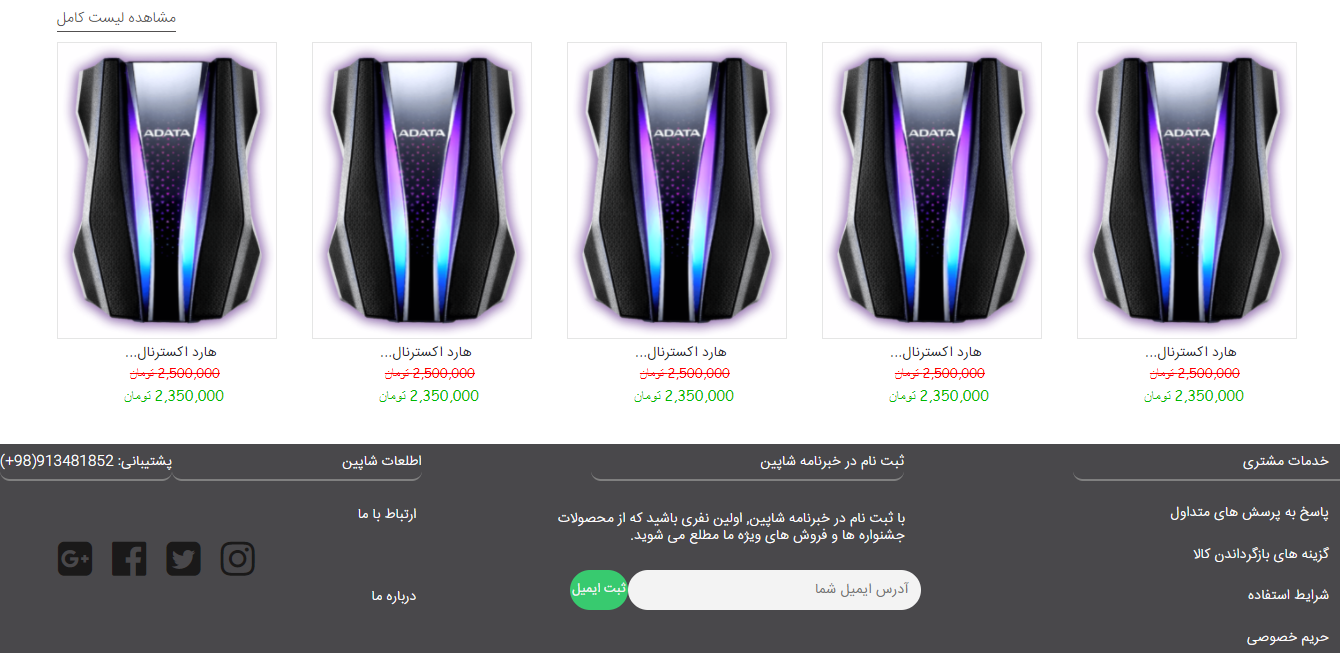 مشاهده لیست کامل
ADATA
ADATA
ADATA
ADATA
ADATA
هارد اکسترنال...
2,500,000 تومان
2,350,000 تومان
هارد اکسترنال...
2,500,000 تومان
2,350,000 تومان
هارد اکسترنال...
2,500,000 تومان
2,350,000 تومان
هارد اکسترنال...
2,500,000 تومان
2,350,000 تومان
هارد اکسترنال...
2,500,000 تومان
2,350,000 تومان
خدمات مشتری
پاسخ به پرسش های متداول
گزینه های بازگرداندن کالا
شرایط استفاده
حریم خصوصی
ثبت نام در خبرنامه شاپین
با ثبت نام در خبرنامه شاپین, اولین نفری باشید که از محصولات
جشنواره ها و فروش های ویژه ما مطلع می شوید.
آدرس ایمیل شما
ثبت ایمیل
اطلعات شاپین
ارتباط با ما
درباره ما
پشتیبانی: 913481852(98+)
G+